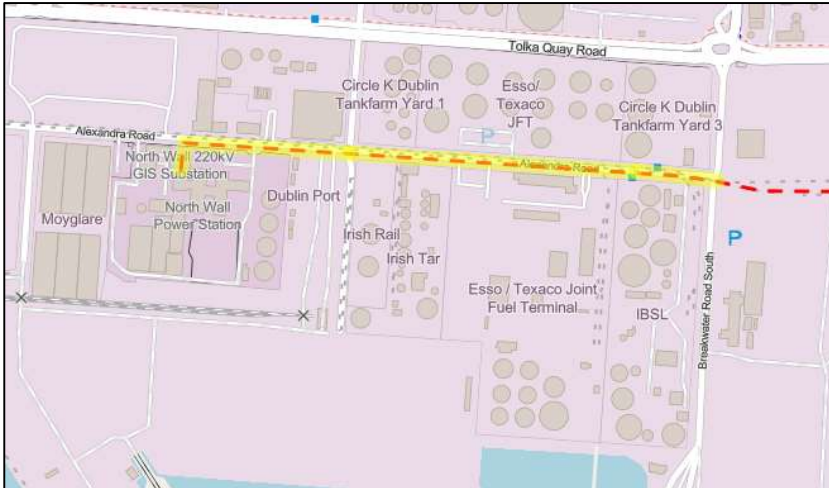 Tolka Quay Road
Circle K Dublin
Tankfarm Yard 1
Esso/
Texaco
JFT
Circle K Dublin
Tankfarm Yard 3
P
Alexandra Road
Alexandra Road
North Wall 220kV
GIS Substation
Moyglare
North Wall
Power Station
Dublin Port
Irish Rail
Irish Tar
P
Esso / Texaco Joint
Fuel Terminal
IBSL
Breakwater Road South